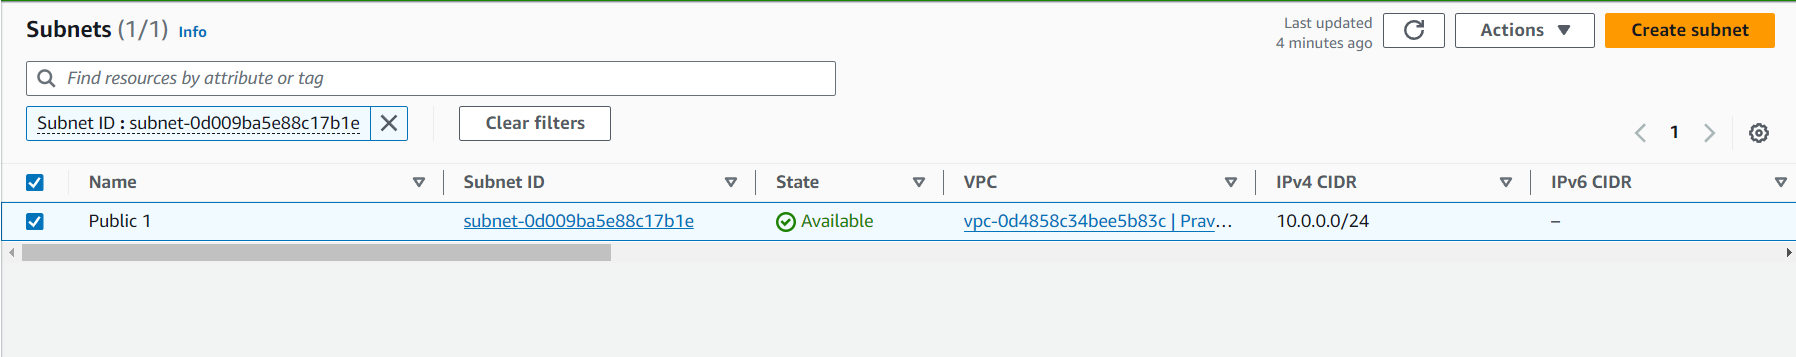 Subnets (1/1) Info
Last updated
4 minutes ago
Actions
Create subnet
Find resources by attribute or tag
Subnet ID : subnet-0d009ba5e88c17b1e
Clear filters
1
Name Subnet ID State VPC IPv4 CIDR IPv6 CIDR
Public 1 subnet-0d009ba5e88c17b1e Available vpc-0d4858c34bee5b83c | Prav… 10.0.0.0/24 –